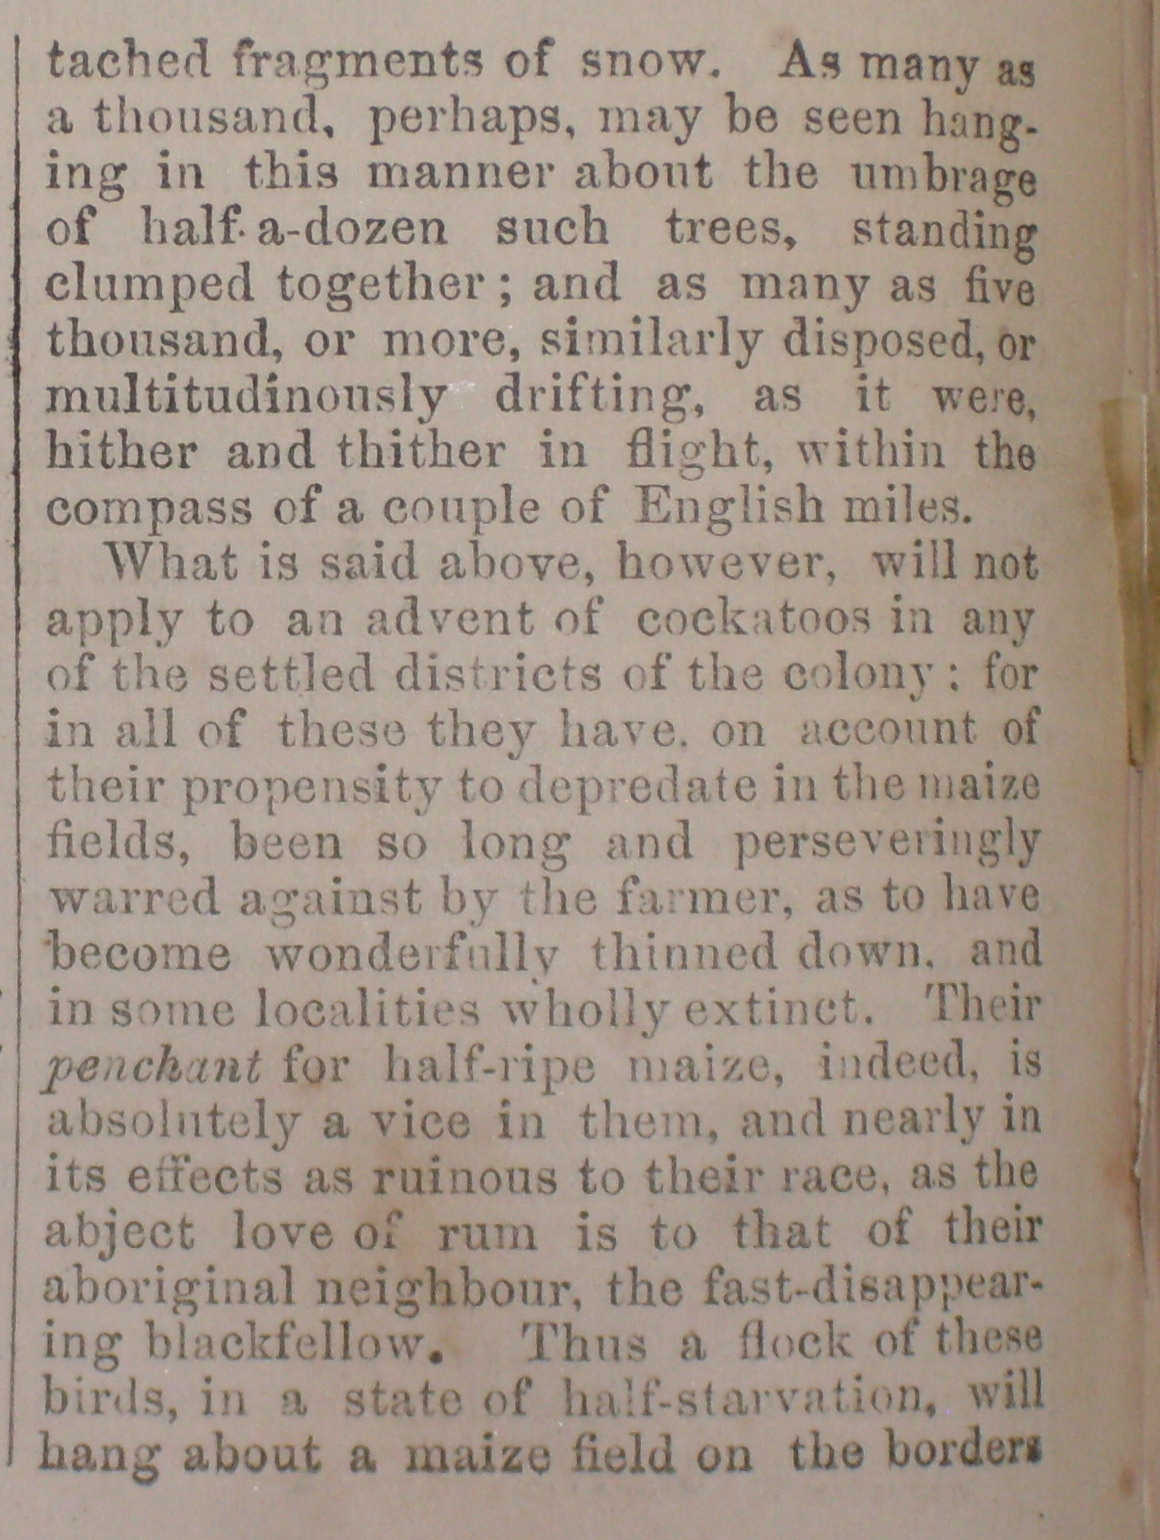 tached fragments of snow. As many as
a thousand, perhaps, may be seen hang-
ing in this manner about the umbrage
of half-a-dozen such trees, standing
clumped together; and as many as five
thousand, or more, similarly disposed, or
multitudinously drifting, as it were,
hither and thither in flight, within the
compass of a couple of English miles.
What is said above, however, will not
apply to an advent of cockatoos in any
of the settled districts of the colony; for
in all of these they have, on account of
their propensity to depredate in the maize
fields, been so long and perseveringly
warred against by the farmer, as to have
become wonderfully thinned down, and
in some localities wholly extinct. Their
penchant for half-ripe maize, indeed, is
absolutely a vice in them, and nearly in
its effects as ruinous to their race, as the
abject love of rum is to that of their
aboriginal neighbour, the fast-disappear-
ing blackfellow. Thus a flock of these
birds, in a state of half-starvation, will
hang about a maize field on the borders